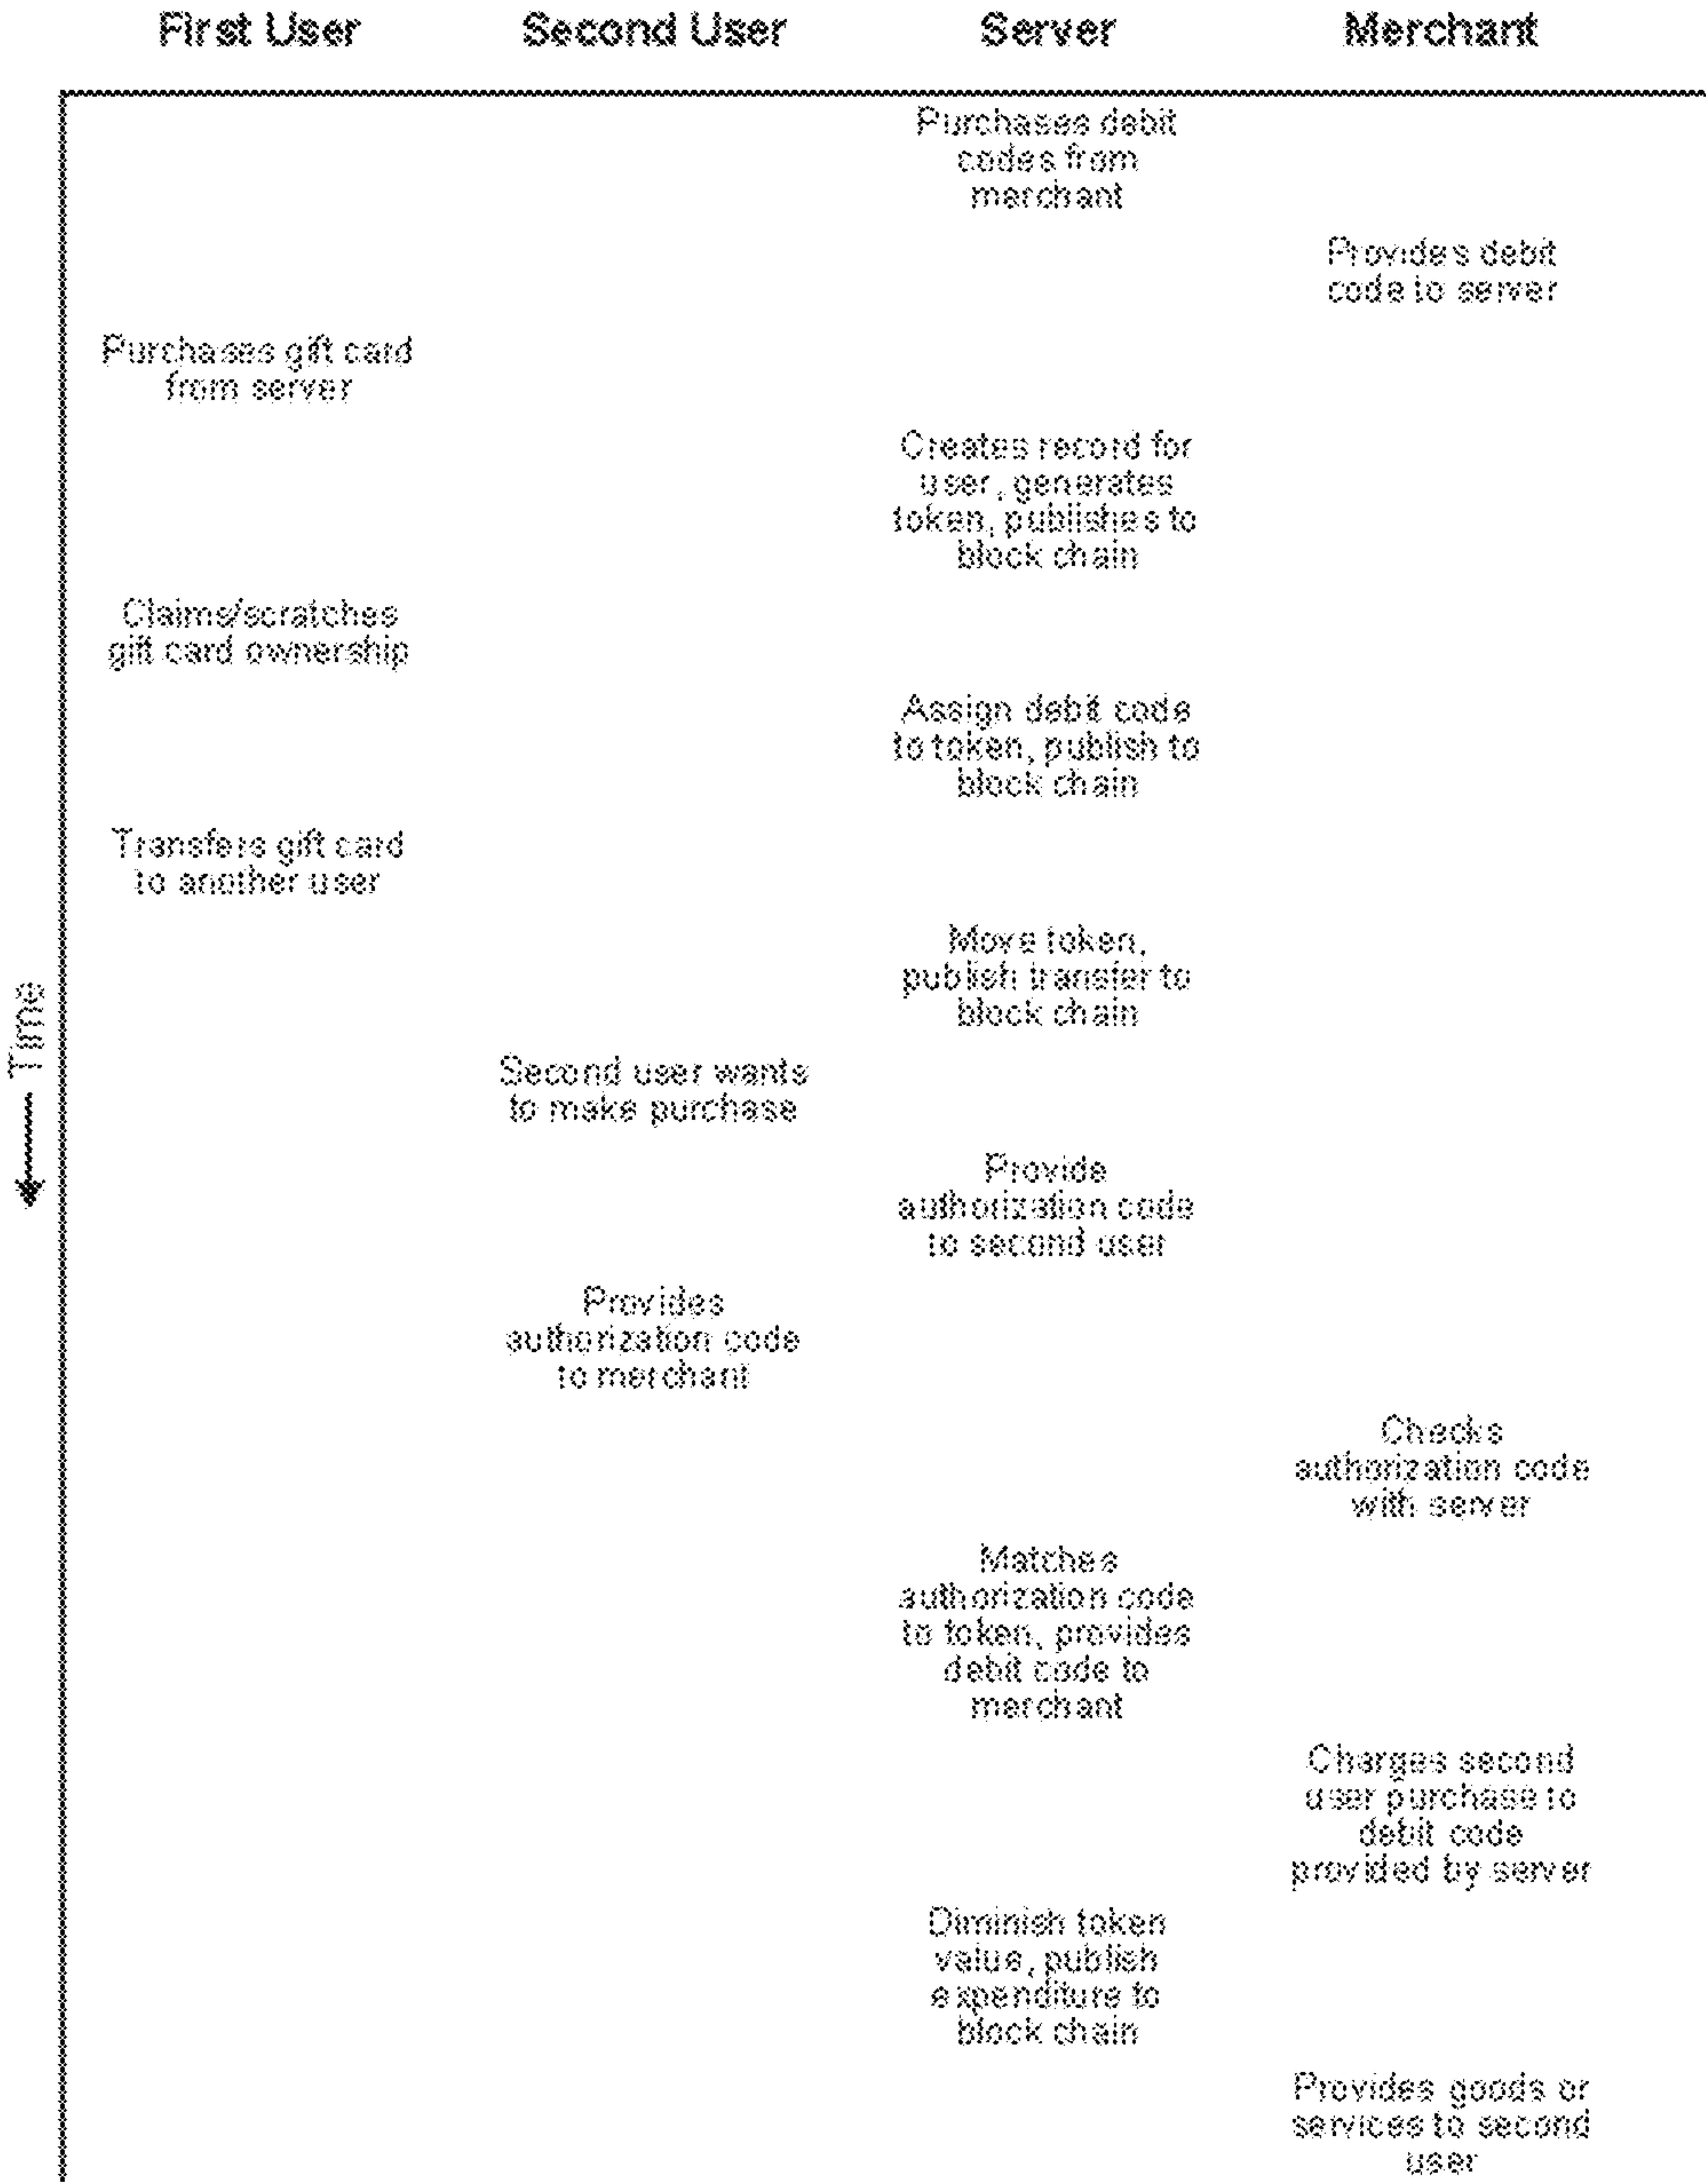 First User Second User Server Merchant
Purchases debit
codes from
merchant
Provides debit
code to server
Purchases gift card
from server
Creates record for
user, generates
token, publishes to
block chain
Claims/scratches
gift card ownership
Assign debit code
to token, publish to
block chain
Transfers gift card
to another user
Move token,
publish transfer to
block chain
Time
Second user wants
to make purchase
Provide
authorization code
to second user
Provides
authorization code
to merchant
Checks
authorization code
with server
Matches
authorization code
to token, provides
debit code to
merchant
Charges second
user purchase to
debit code
provided by server
Diminish token
value, publish
expenditure to
block chain
Provides goods or
services to second
user